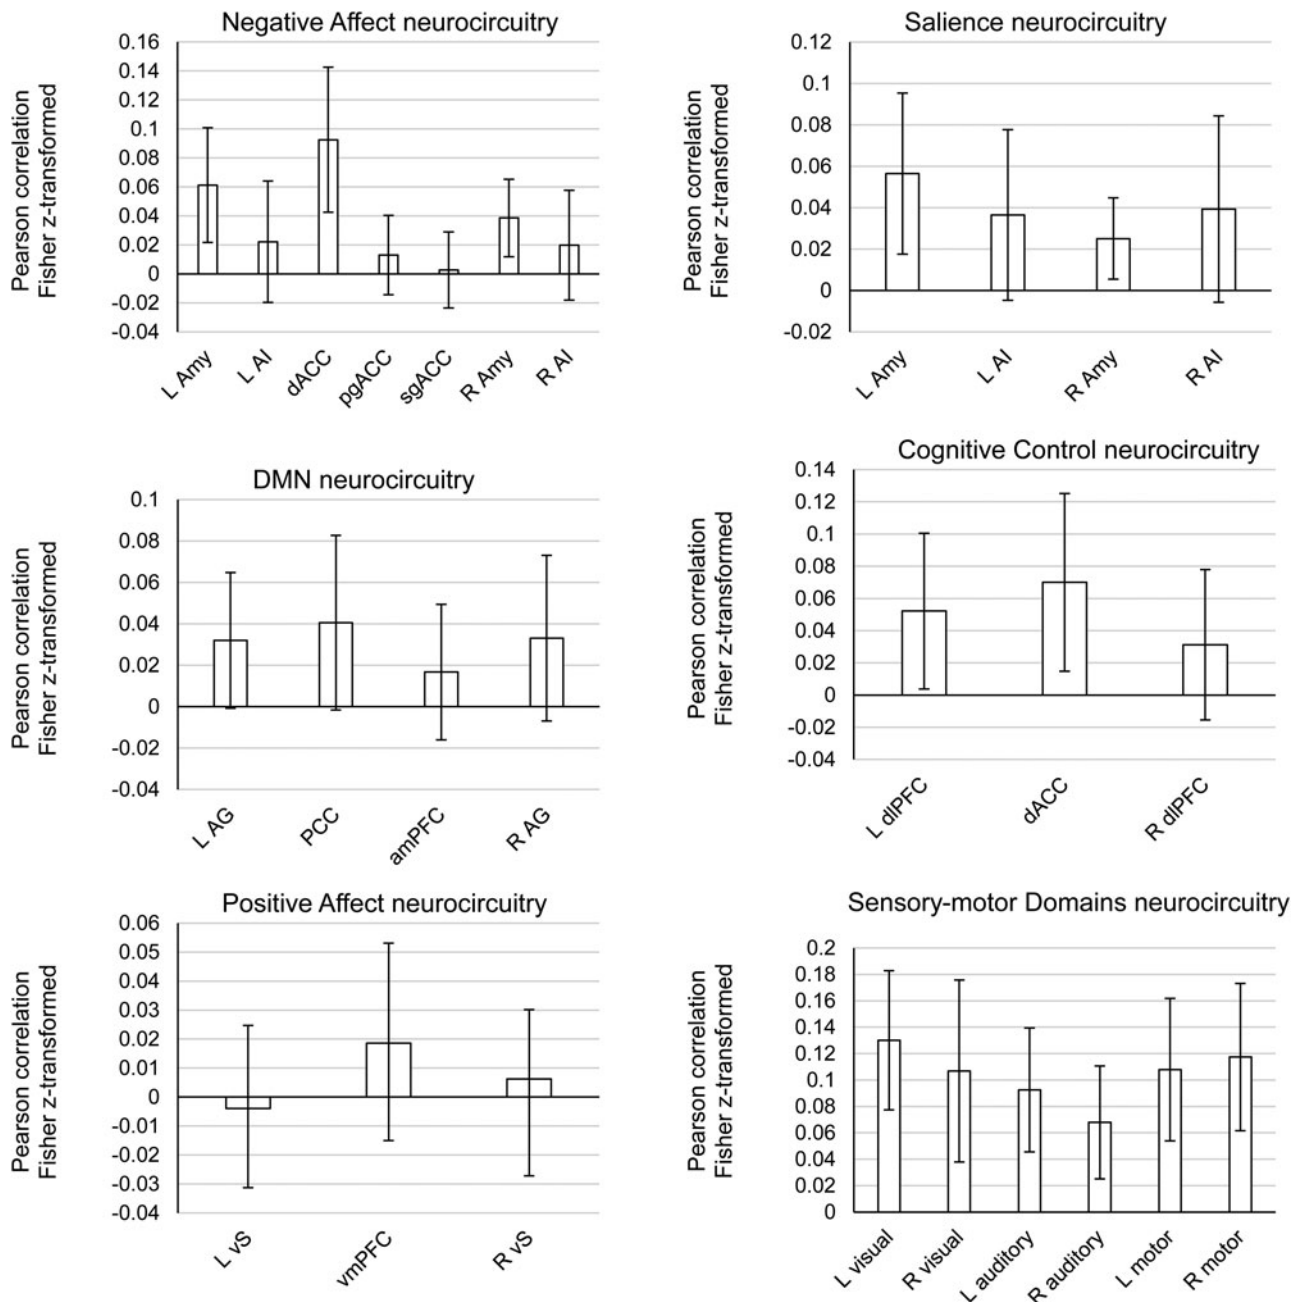 Negative Affect neurocircuitry
Pearson correlation
Fisher z-transformed
0.16
0.14
0.12
0.1
0.08
0.06
0.04
0.02
0
-0.02
-0.04
L Amy
L AI
dACC
pgACC
sgACC
R Amy
R AI
Salience neurocircuitry
Pearson correlation
Fisher z-transformed
0.12
0.1
0.08
0.06
0.04
0.02
0
-0.02
L Amy
L AI
R Amy
R AI
DMN neurocircuitry
Pearson correlation
Fisher z-transformed
0.1
0.08
0.06
0.04
0.02
0
-0.02
-0.04
L AG
PCC
amPFC
R AG
Cognitive Control neurocircuitry
Pearson correlation
Fisher z-transformed
0.14
0.12
0.1
0.08
0.06
0.04
0.02
0
-0.02
-0.04
L dlPFC
dACC
R dlPFC
Positive Affect neurocircuitry
Pearson correlation
Fisher z-transformed
0.06
0.05
0.04
0.03
0.02
0.01
0
-0.01
-0.02
-0.03
-0.04
L vS
vmPFC
R vS
Sensory-motor Domains neurocircuitry
Pearson correlation
Fisher z-transformed
0.2
0.18
0.16
0.14
0.12
0.1
0.08
0.06
0.04
0.02
0
L visual
R visual
L auditory
R auditory
L motor
R motor